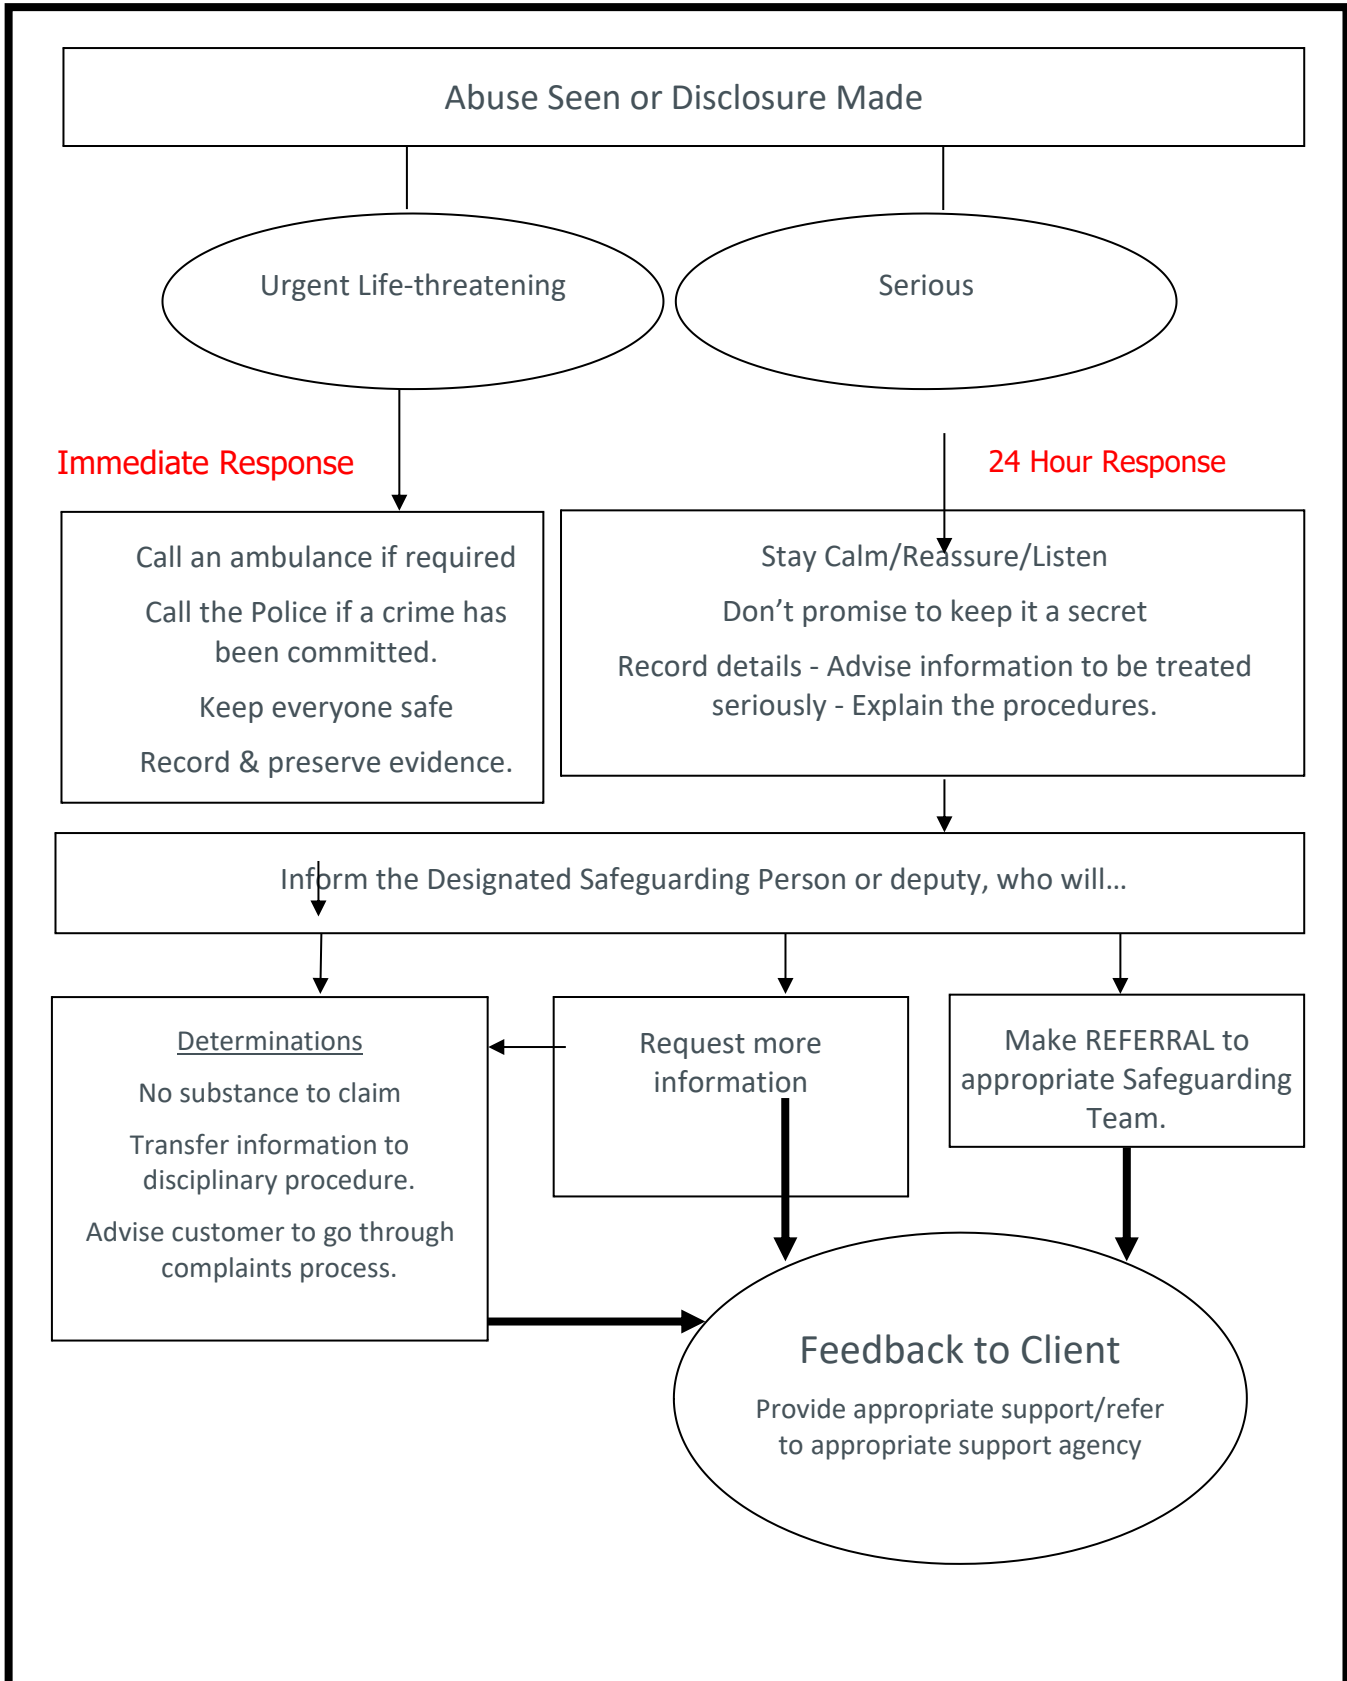 Abuse Seen or Disclosure Made
Urgent Life-threatening
Serious
Immediate Response
24 Hour Response
Call an ambulance if required
Call the Police if a crime has
been committed.
Keep everyone safe
Record & preserve evidence.
Stay Calm/Reassure/Listen
Don’t promise to keep it a secret
Record details - Advise information to be treated
seriously - Explain the procedures.
Inform the Designated Safeguarding Person or deputy, who will…
Determinations
No substance to claim
Transfer information to
disciplinary procedure.
Advise customer to go through
complaints process.
Request more
information
Make REFERRAL to
appropriate Safeguarding
Team.
Feedback to Client
Provide appropriate support/refer
to appropriate support agency